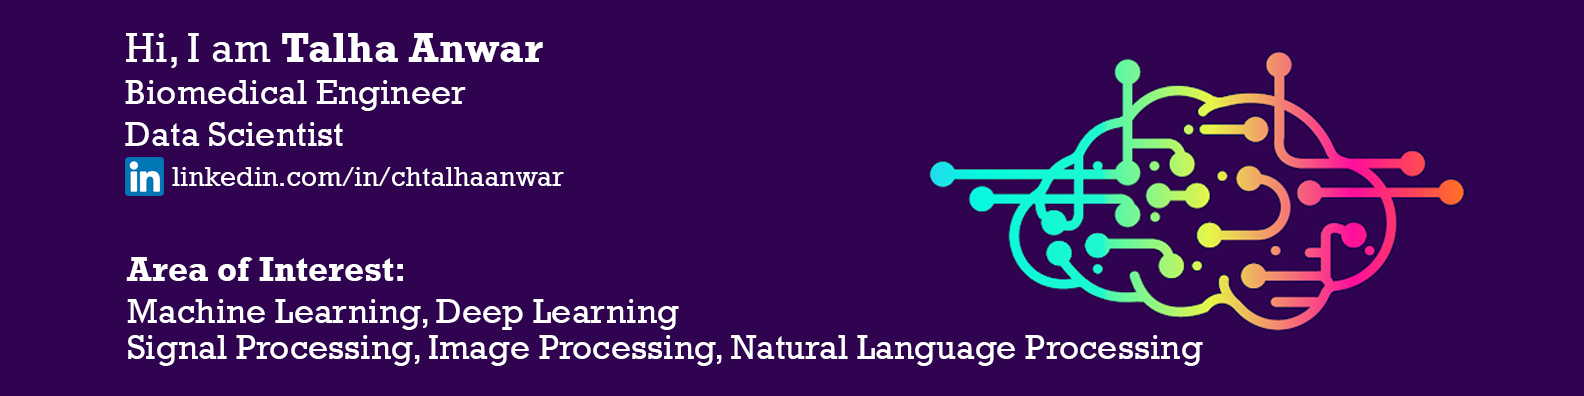 Hi, I am Talha Anwar
Biomedical Engineer
Data Scientist
in linkedin.com/in/chtalhaanwar
Area of Interest:
Machine Learning, Deep Learning
Signal Processing, Image Processing, Natural Language Processing